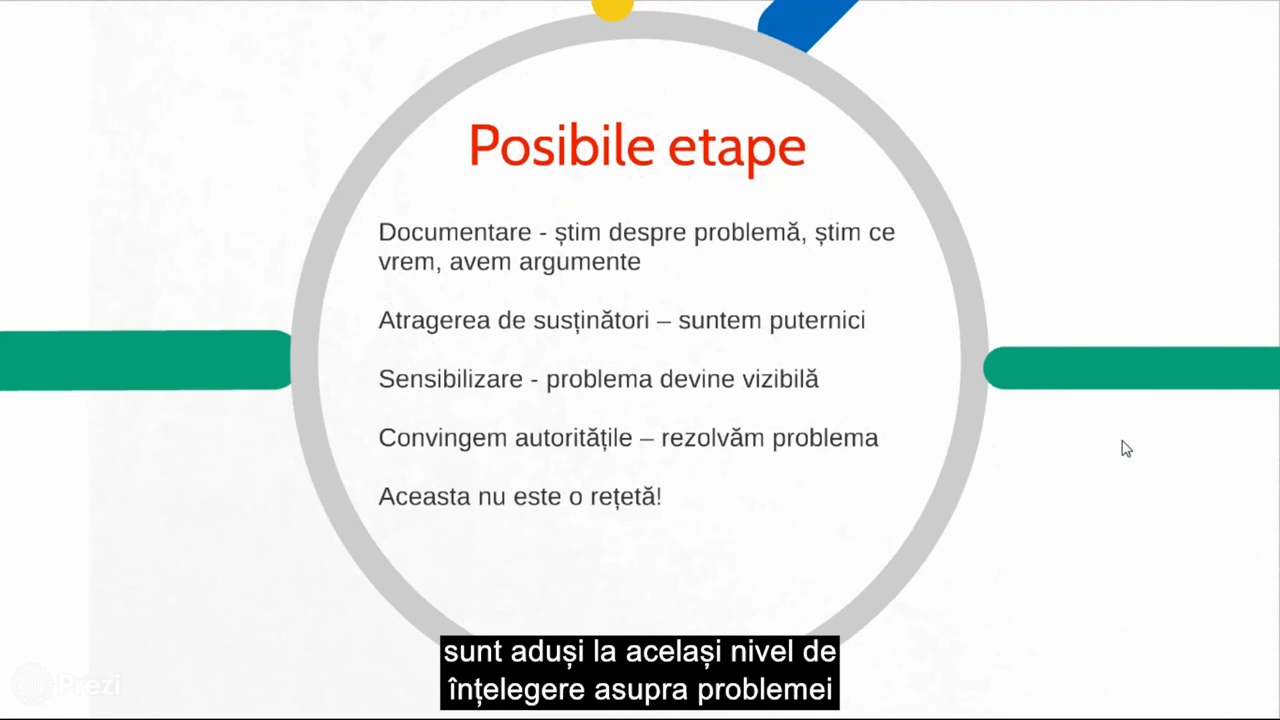 Posibile etape
Documentare - știm despre problemă, știm ce
vrem, avem argumente
Atragerea de susținători – suntem puternici
Sensibilizare - problema devine vizibilă
Convingem autoritățile – rezolvăm problema
Aceasta nu este o rețetă!
sunt aduși la același nivel de
înțelegere asupra problemei
Prezi